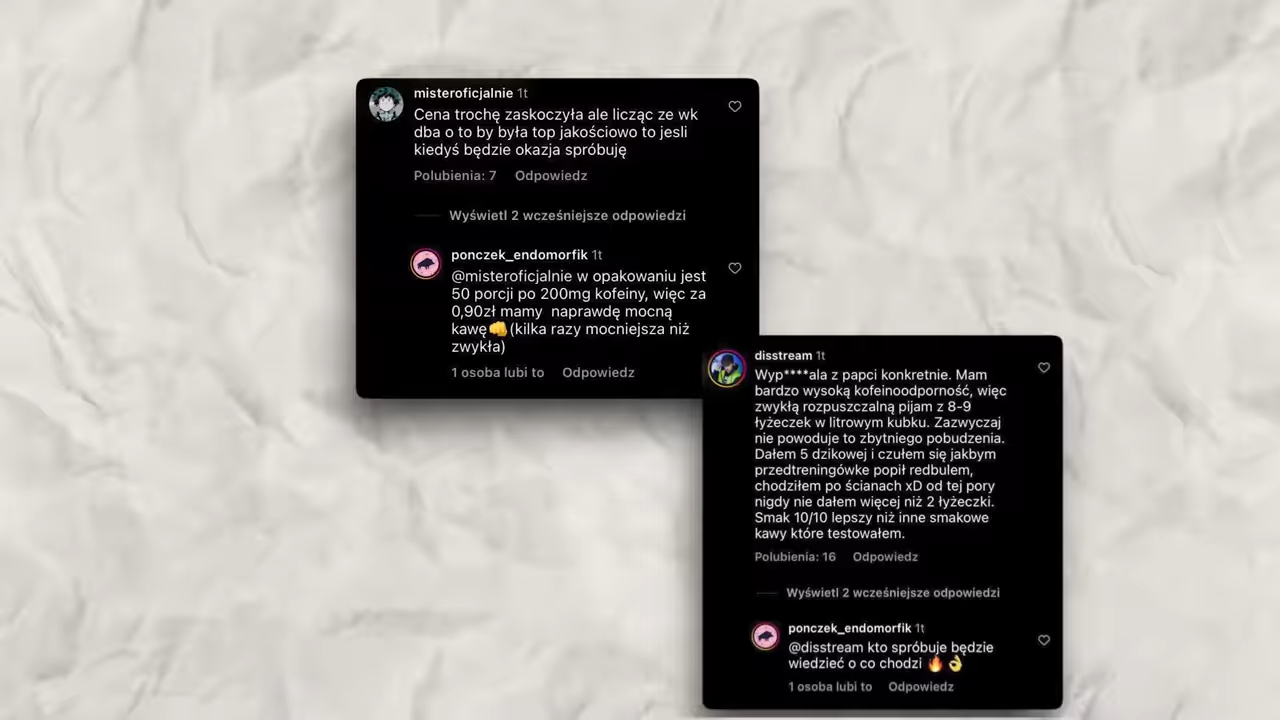 misteroficjalnie 1t
Cena trochę zaskoczyła ale licząc ze wk
dba o to by była top jakościowo to jesli
kiedyś będzie okazja spróbuję
Polubienia: 7 Odpowiedz
Wyświetl 2 wcześniejsze odpowiedzi
ponczek_endomorfik 1t
@misteroficjalnie w opakowaniu jest
50 porcji po 200mg kofeiny, więc za
0,90zł mamy naprawdę mocną
kawę👊(kilka razy mocniejsza niż
zwykła)
1 osoba lubi to Odpowiedz
disstream 1t
Wyp****ala z papci konkretnie. Mam
bardzo wysoką kofeinoodporność, więc
zwykłą rozpuszczalną pijam z 8-9
łyżeczek w litrowym kubku. Zazwyczaj
nie powoduje to zbytniego pobudzenia.
Dałem 5 dzikowej i czułem się jakbym
przedtreningówke popił redbulem,
chodziłem po ścianach xD od tej pory
nigdy nie dałem więcej niż 2 łyżeczki.
Smak 10/10 lepszy niż inne smakowe
kawy które testowałem.
Polubienia: 16 Odpowiedz
Wyświetl 2 wcześniejsze odpowiedzi
ponczek_endomorfik 1t
@disstream kto spróbuje będzie
wiedzieć o co chodzi 🔥👌
1 osoba lubi to Odpowiedz